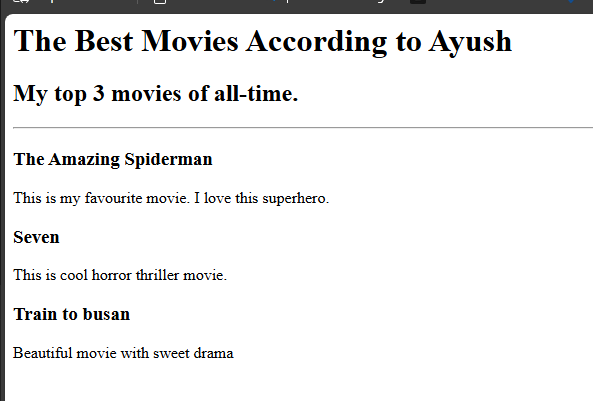 The Best Movies According to Ayush
My top 3 movies of all-time.
The Amazing Spiderman
This is my favourite movie. I love this superhero.
Seven
This is cool horror thriller movie.
Train to busan
Beautiful movie with sweet drama